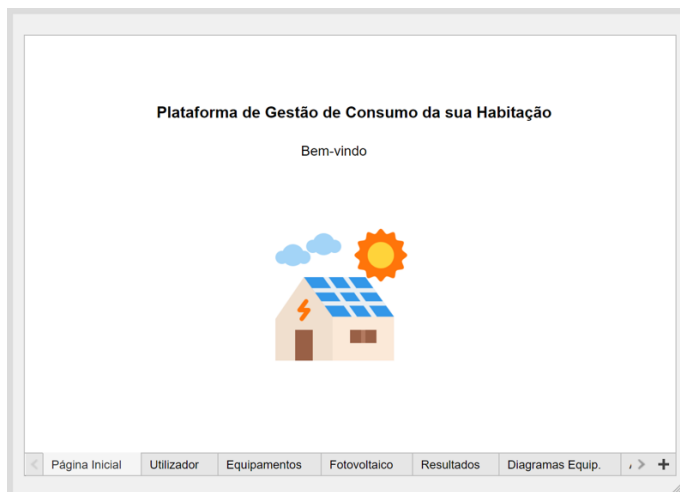 Plataforma de Gestão de Consumo da sua Habitação
Bem-vindo
Página Inicial Utilizador Equipamentos Fotovoltaico Resultados Diagramas Equip.